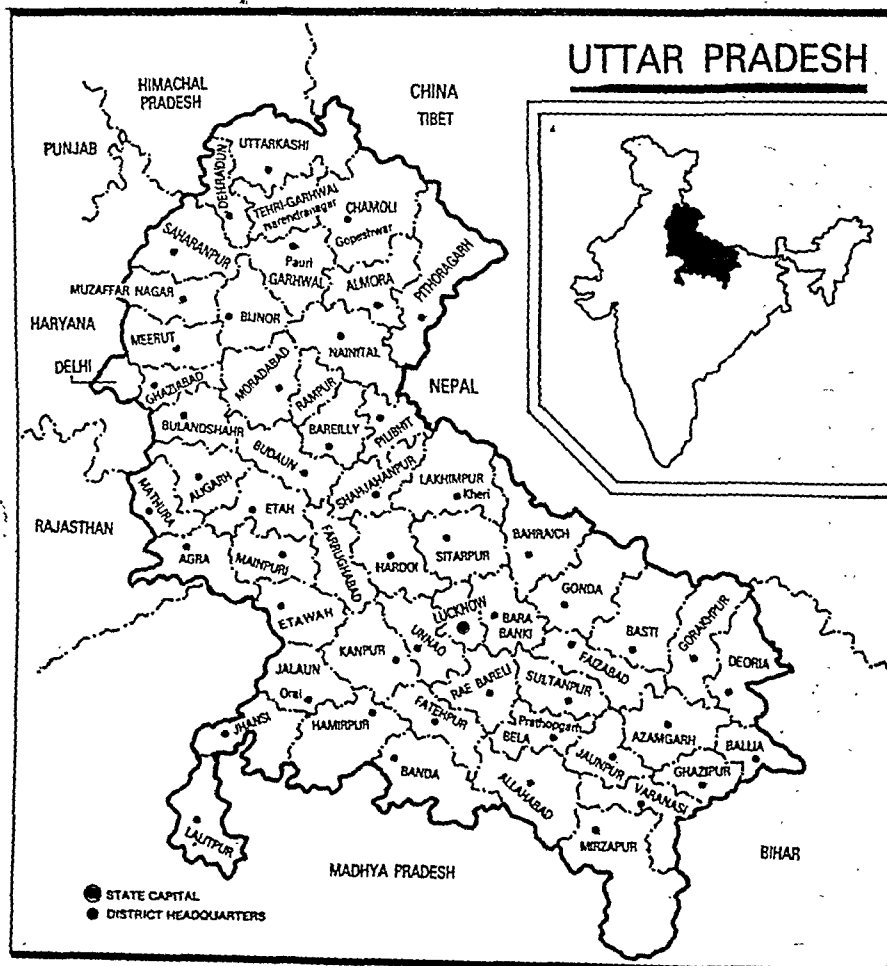 UTTAR PRADESH
HIMACHAL
PRADESH
CHINA
TIBET
PUNJAB
UTTARKASHI
DEHRADUN
TEHRI-GARHWAL
Narendranagar
CHAMOLI
Gopeshwar
SAHARANPUR
Pauri
GARHWAL
ALMORA
PITHORAGARH
MUZAFFAR NAGAR
HARYANA
BIJNOR
MEERUT
NAINITAL
DELHI
GHAZIABAD
MORADABAD
RAMPUR
NEPAL
BULANDSHAHR
BAREILLY
PILIBHIT
BUDAUN
SHAHJAHANPUR
LAKHIMPUR
Kheri
MATHURA
ALIGARH
ETAH
RAJASTHAN
FARRUGHABAD
AGRA
MAINPURI
HARDOI
SITARPUR
BAHRAICH
GONDA
ETAWAH
LUCKNOW
BARA
BANKI
BASTI
GORAKHPUR
KANPUR
UNNAO
FAIZABAD
DEORIA
JALAUN
Orai
RAE BARELI
SULTANPUR
JHANSI
HAMIRPUR
FATEHPUR
Prathopgarh
BELA
AZAMGARH
BALLIA
JAUNPUR
GHAZIPUR
BANDA
ALLAHABAD
VARANASI
LALITPUR
MIRZAPUR
BIHAR
MADHYA PRADESH
STATE CAPITAL
DISTRICT HEADQUARTERS